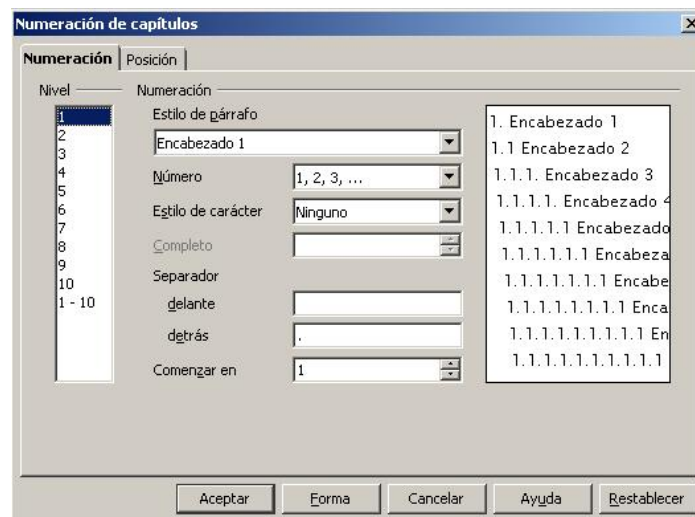 Numeración de capítulos
Numeración Posición
Nivel
1
2
3
4
5
6
7
8
9
10
1 - 10
Numeración
Estilo de párrafo
Encabezado 1
Número 1, 2, 3, ...
Estilo de carácter Ninguno
Completo
Separador
delante
detrás .
Comenzar en 1
1. Encabezado 1
1.1 Encabezado 2
1.1.1. Encabezado 3
1.1.1.1. Encabezado 4
1.1.1.1.1 Encabezado
1.1.1.1.1.1 Encabeza
1.1.1.1.1.1.1 Encabe
1.1.1.1.1.1.1.1 Enca
1.1.1.1.1.1.1.1.1 En
1.1.1.1.1.1.1.1.1.1
Aceptar Forma Cancelar Ayuda Restablecer